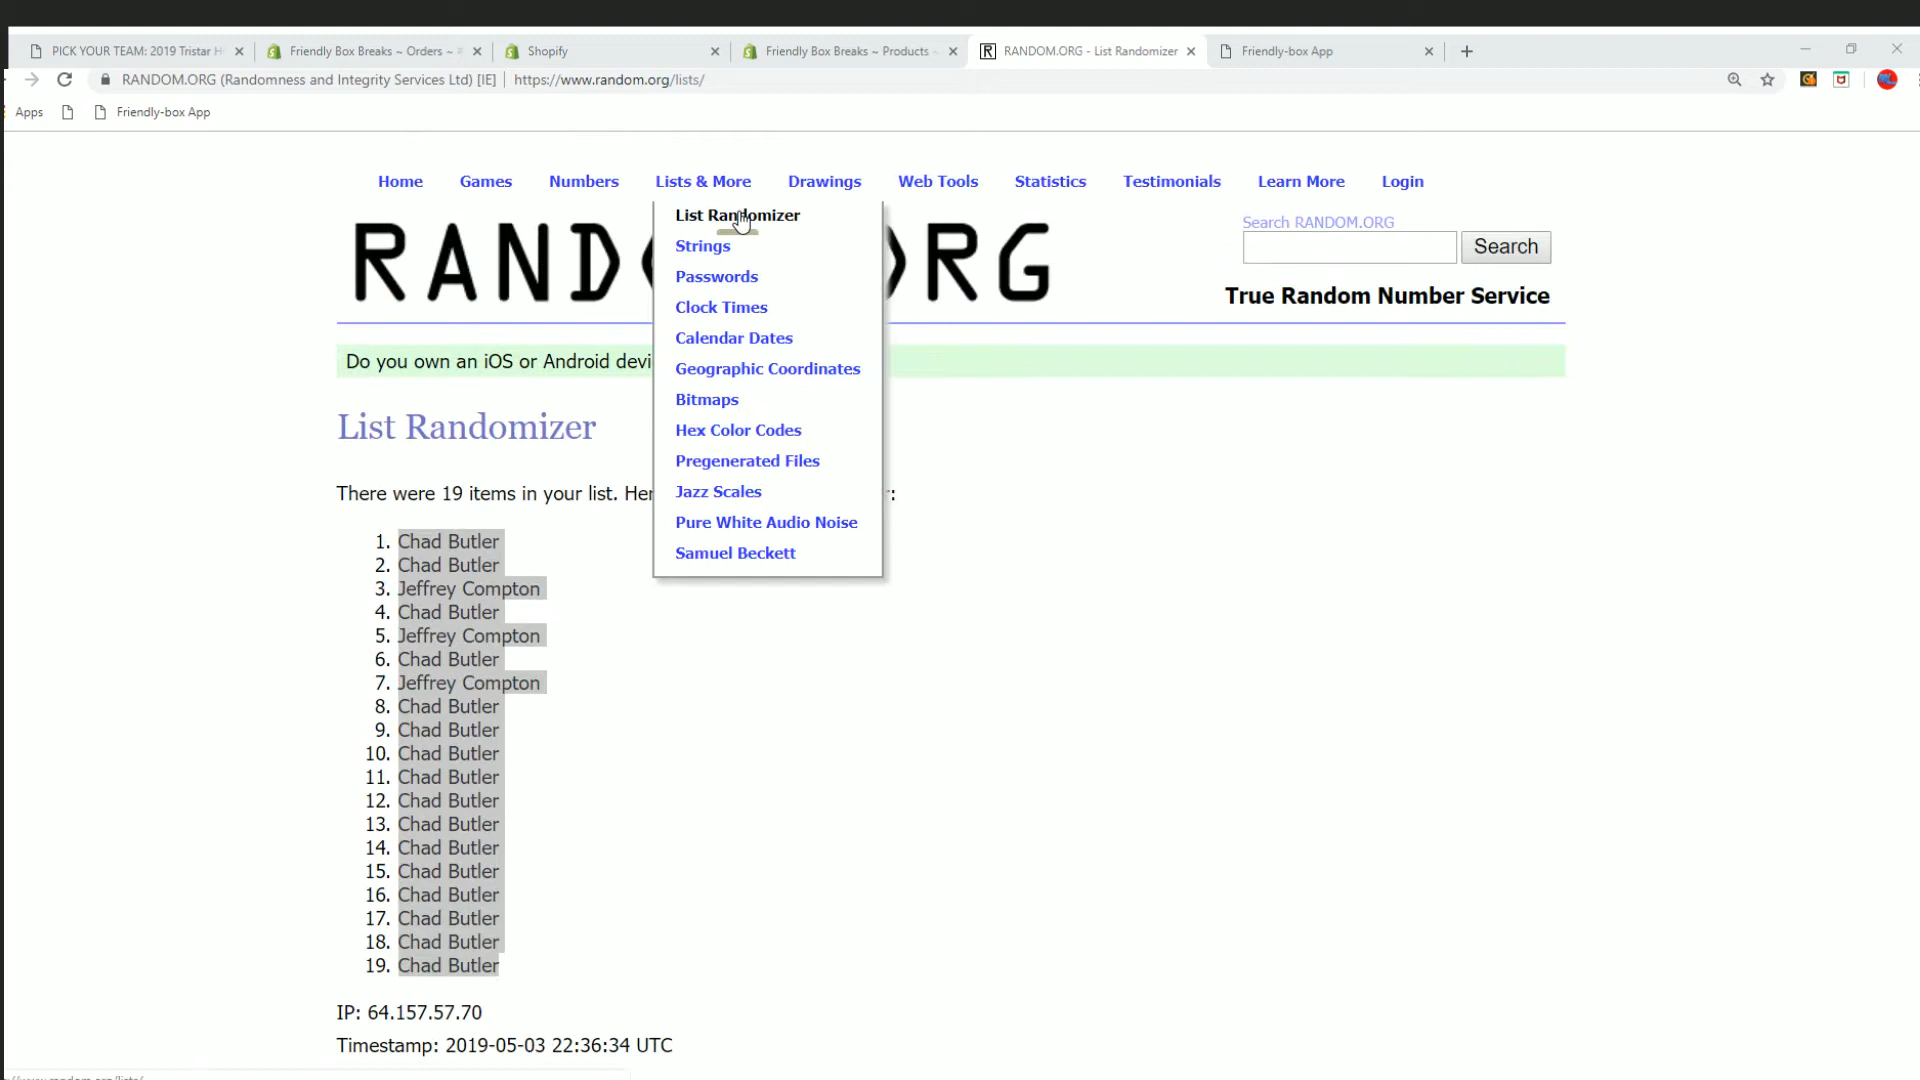 PICK YOUR TEAM: 2019 Tristar H
Friendly Box Breaks ~ Orders ~
Shopify
Friendly Box Breaks ~ Products ~
RANDOM.ORG - List Randomizer
Friendly-box App
RANDOM.ORG (Randomness and Integrity Services Ltd) [IE] | https://www.random.org/lists/
Apps
Friendly-box App
Home Games Numbers Lists & More Drawings Web Tools Statistics Testimonials Learn More Login
List Randomizer
Strings
Passwords
Clock Times
Calendar Dates
Geographic Coordinates
Bitmaps
Hex Color Codes
Pregenerated Files
Jazz Scales
Pure White Audio Noise
Samuel Beckett
RAND RG
Search RANDOM.ORG
Search
True Random Number Service
Do you own an iOS or Android devi
List Randomizer
There were 19 items in your list. Her :
1. Chad Butler
2. Chad Butler
3. Jeffrey Compton
4. Chad Butler
5. Jeffrey Compton
6. Chad Butler
7. Jeffrey Compton
8. Chad Butler
9. Chad Butler
10. Chad Butler
11. Chad Butler
12. Chad Butler
13. Chad Butler
14. Chad Butler
15. Chad Butler
16. Chad Butler
17. Chad Butler
18. Chad Butler
19. Chad Butler
IP: 64.157.57.70
Timestamp: 2019-05-03 22:36:34 UTC